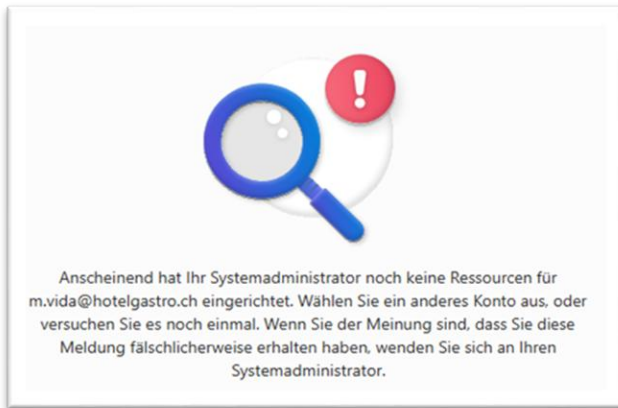 Anscheinend hat Ihr Systemadministrator noch keine Ressourcen für
m.vida@hotelgastro.ch eingerichtet. Wählen Sie ein anderes Konto aus, oder
versuchen Sie es noch einmal. Wenn Sie der Meinung sind, dass Sie diese
Meldung fälschlicherweise erhalten haben, wenden Sie sich an Ihren
Systemadministrator.